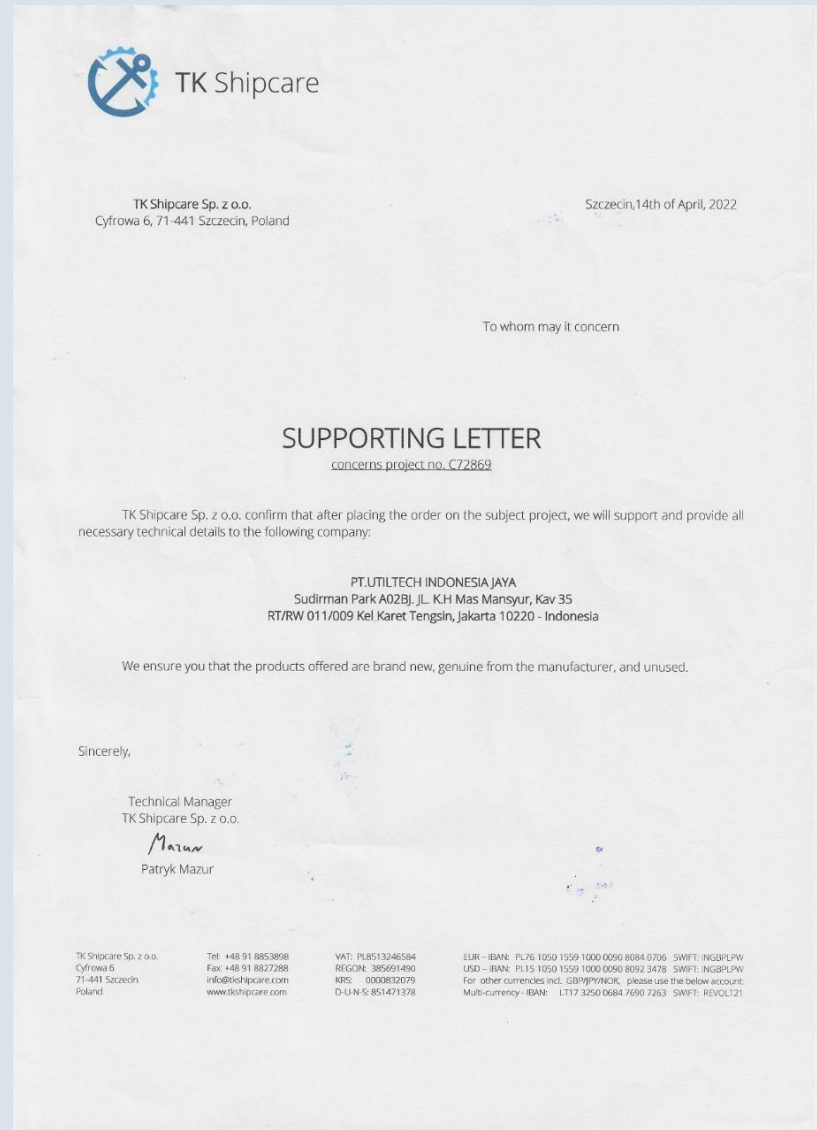 TK Shipcare
TK Shipcare Sp. z o.o.
Cyfrowa 6, 71-441 Szczecin, Poland
Szczecin,14th of April, 2022
To whom may it concern
SUPPORTING LETTER
concerns project no. C72869
TK Shipcare Sp. z o.o. confirm that after placing the order on the subject project, we will support and provide all
necessary technical details to the following company:
PT.UTILTECH INDONESIA JAYA
Sudirman Park A02BJ. JL. K.H Mas Mansyur, Kav 35
RT/RW 011/009 Kel Karet Tengsin, Jakarta 10220 - Indonesia
We ensure you that the products offered are brand new, genuine from the manufacturer, and unused.
Sincerely,
Technical Manager
TK Shipcare Sp. z o.o.
Mazur
Patryk Mazur
TK Shipcare Sp. z o.o.
Cyfrowa 6
71-441 Szczecin
Poland
Tel: +48 91 8853898
Fax: +48 91 8827288
info@tkshipcare.com
www.tkshipcare.com
VAT: PL8513246584
REGON: 385691490
KRS: 0000832079
D-U-N-S: 851471378
EUR – IBAN: PL76 1050 1559 1000 0090 8084 0706 SWIFT: INGBPLPW
USD – IBAN: PL15 1050 1559 1000 0090 8092 3478 SWIFT: INGBPLPW
For other currencies incl. GBP/JPY/NOK, please use the below account:
Multi-currency - IBAN: LT17 3250 0684 7690 7263 SWIFT: REVOLT21